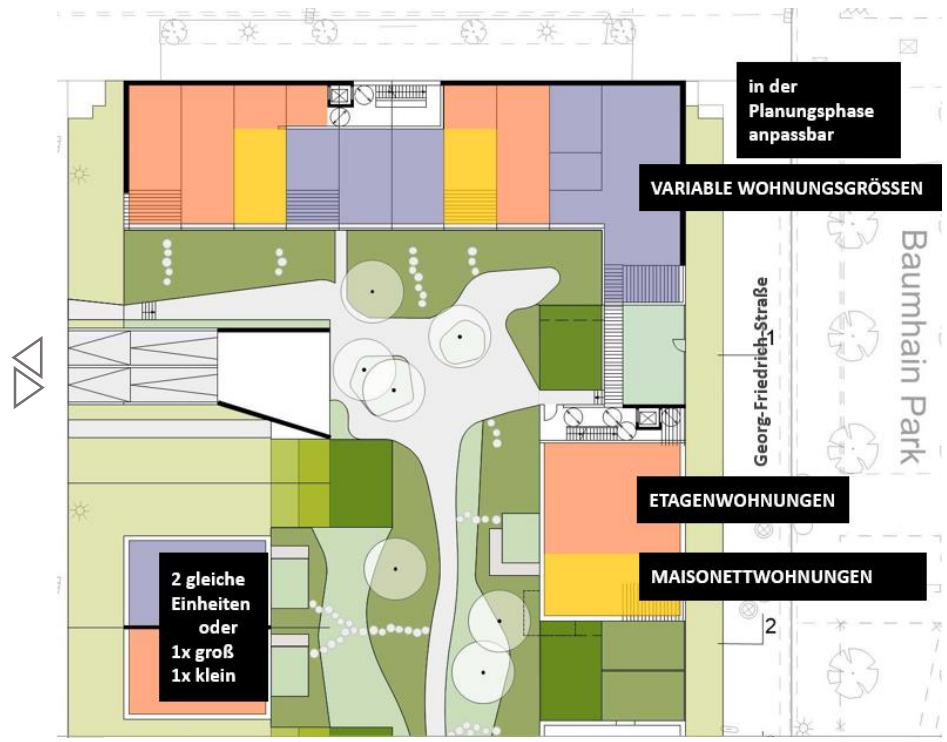 in der
Planungsphase
anpassbar
VARIABLE WOHNUNGSGRÖSSEN
Baumhain Park
Georg-Friedrich-Straße
1
ETAGENWOHNUNGEN
MAISONETTWOHNUNGEN
2 gleiche
Einheiten
oder
1x groß
1x klein
2